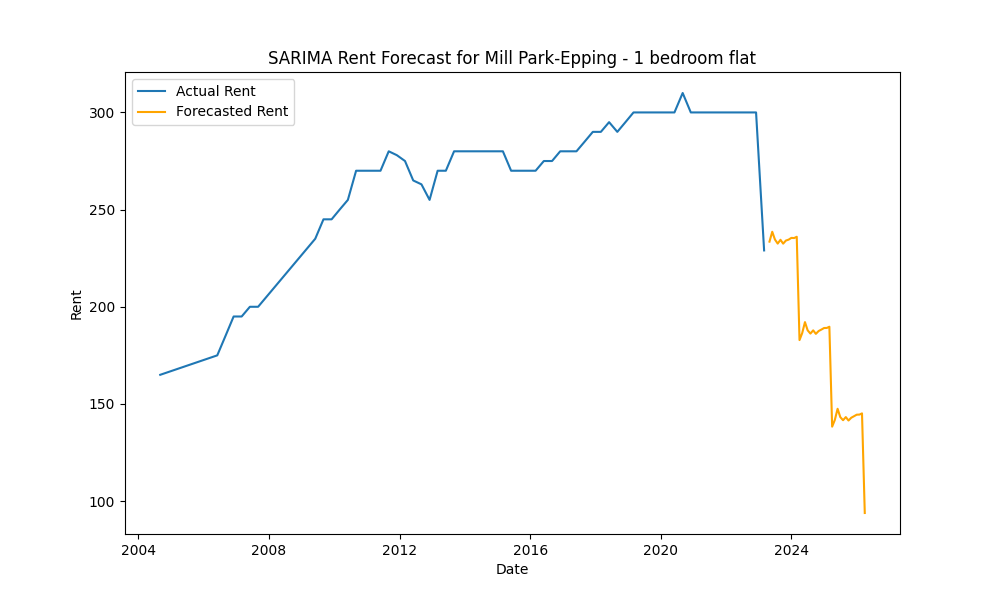 SARIMA Rent Forecast for Mill Park-Epping - 1 bedroom flat
Actual Rent
Forecasted Rent
300
250
200
150
100
Rent
2004 2008 2012 2016 2020 2024
Date